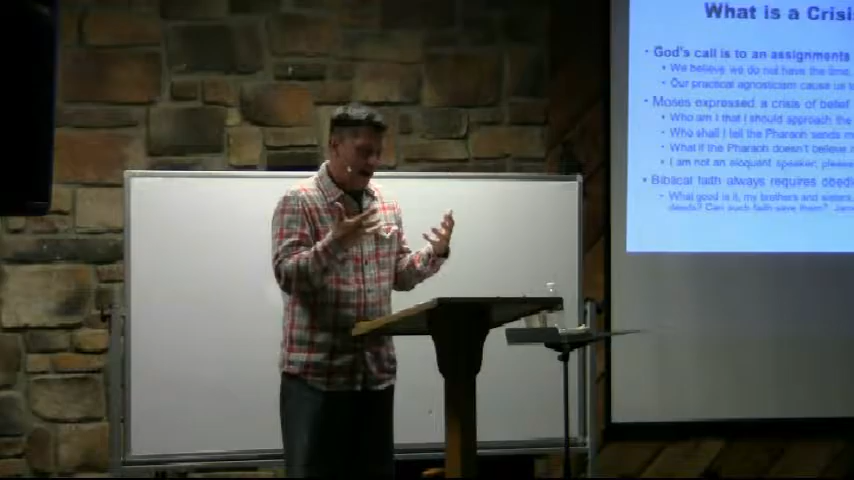 What is a Crisi
God's call is to an assignments
We believe we do not have the time,
Our practical agnosticism cause us t
Moses expressed a crisis of belief
Who am I that I should approach the
Who shall I tell the Pharaoh sends m
What if the Pharaoh doesn't believe
I am not an eloquent speaker, please
Biblical faith always requires obedi
What good is it, my brothers and sisters,
deeds? Can such faith save them? Jam